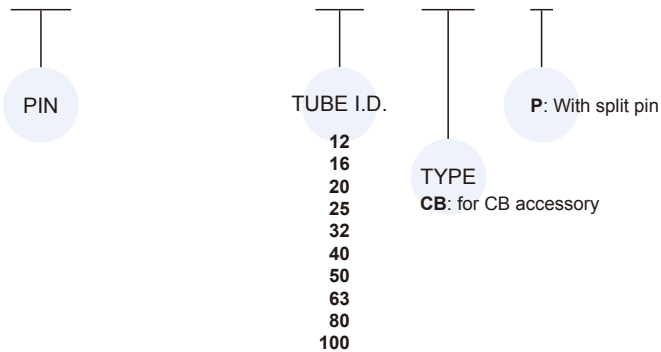 PIN
TUBE I.D.
12
16
20
25
32
40
50
63
80
100
TYPE
CB: for CB accessory
P: With split pin